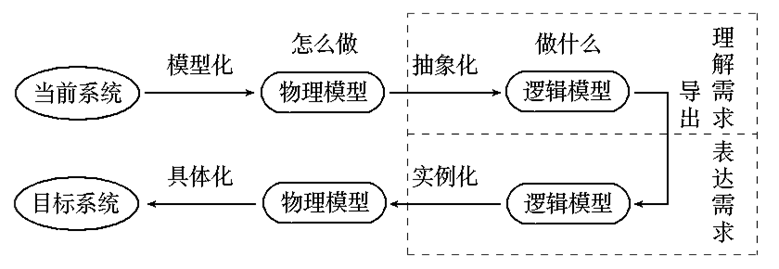 怎么做
做什么
模型化
抽象化
当前系统
物理模型
逻辑模型
导出
理解需求
具体化
实例化
目标系统
物理模型
逻辑模型
表达需求